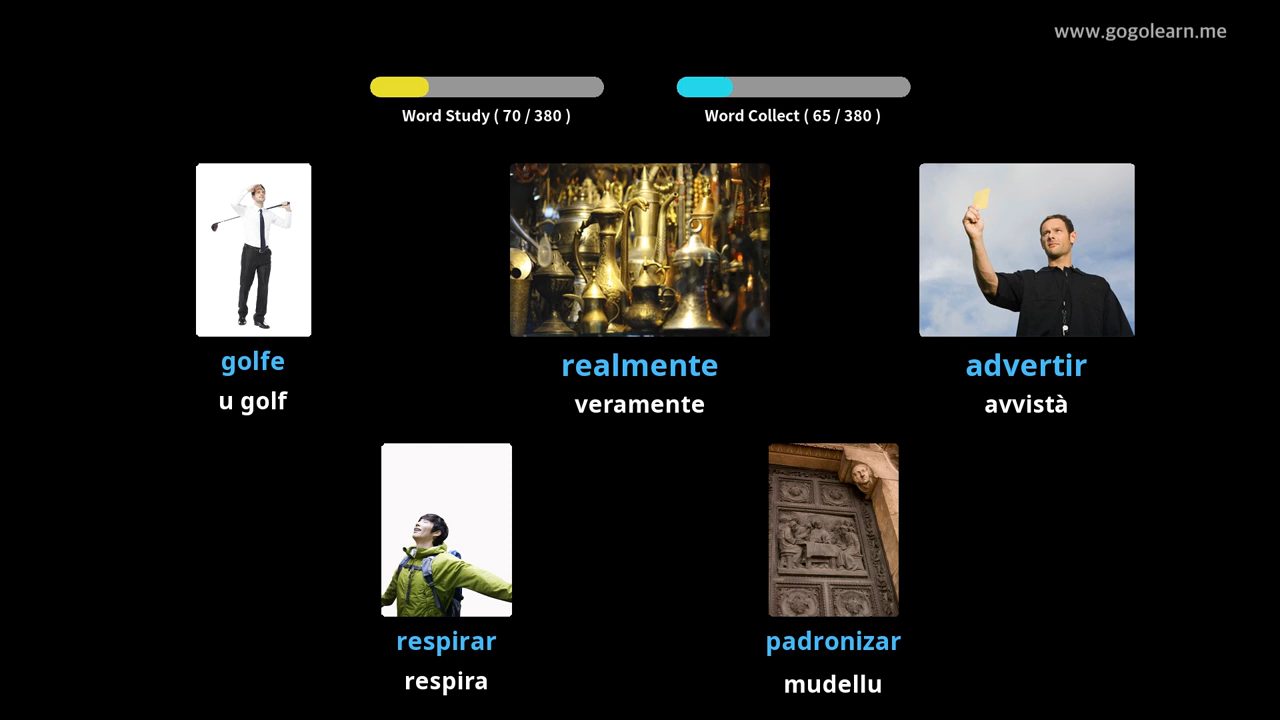 www.gogolearn.me
Word Study ( 70 / 380 )
Word Collect ( 65 / 380 )
golfe
u golf
realmente
veramente
advertir
avvistà
respirar
respira
padronizar
mudellu